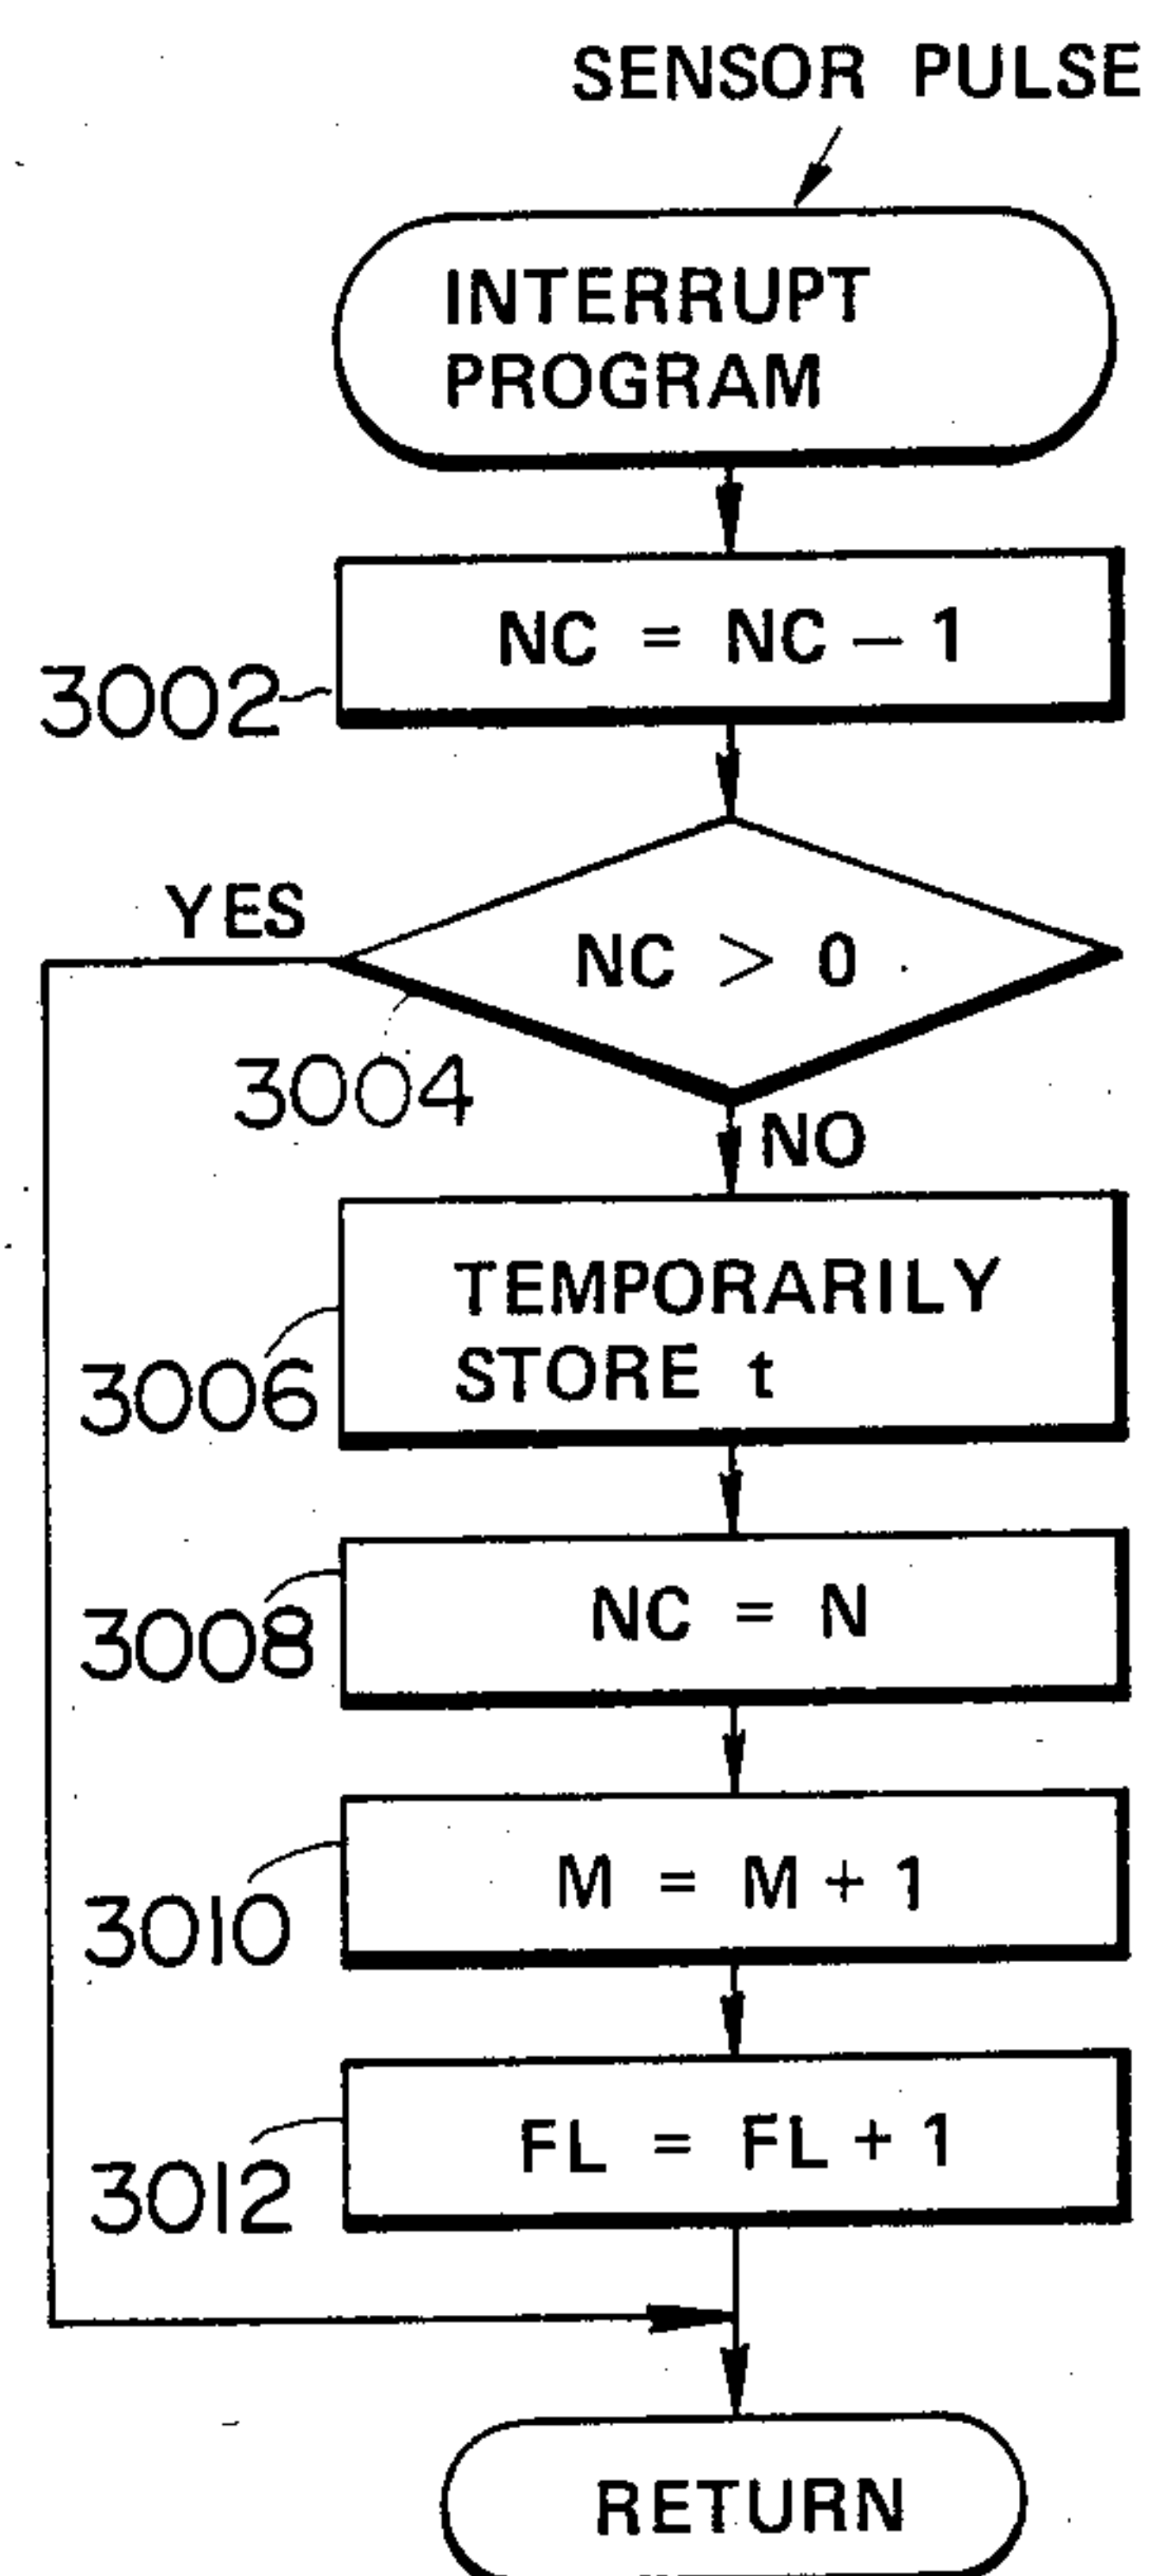 SENSOR PULSE
INTERRUPT
PROGRAM
NC = NC - 1
3002
YES
NC > 0
3004
NO
TEMPORARILY
STORE t
3006
NC = N
3008
M = M + 1
3010
FL = FL + 1
3012
RETURN